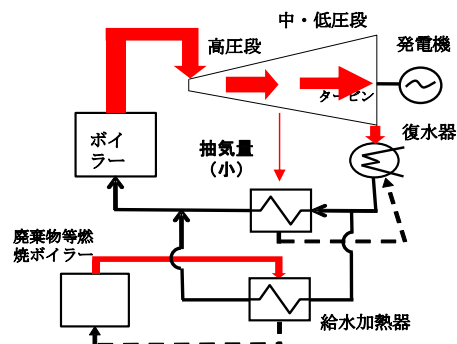 中・低圧段
高圧段
発電機
タービン
ボイ
ラー
抽気量
（小）
復水器
廃棄物等燃
焼ボイラー
給水加熱器